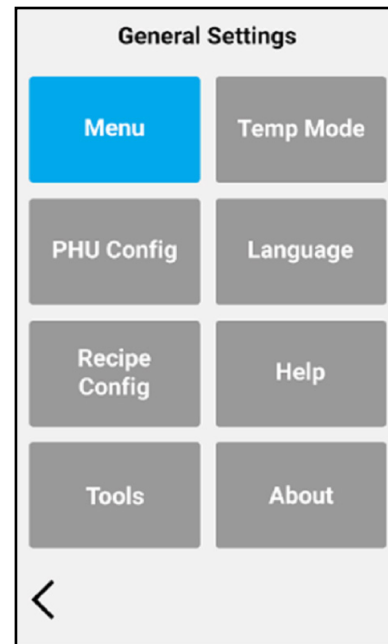 General Settings
Menu
Temp Mode
PHU Config
Language
Recipe
Config
Help
Tools
About